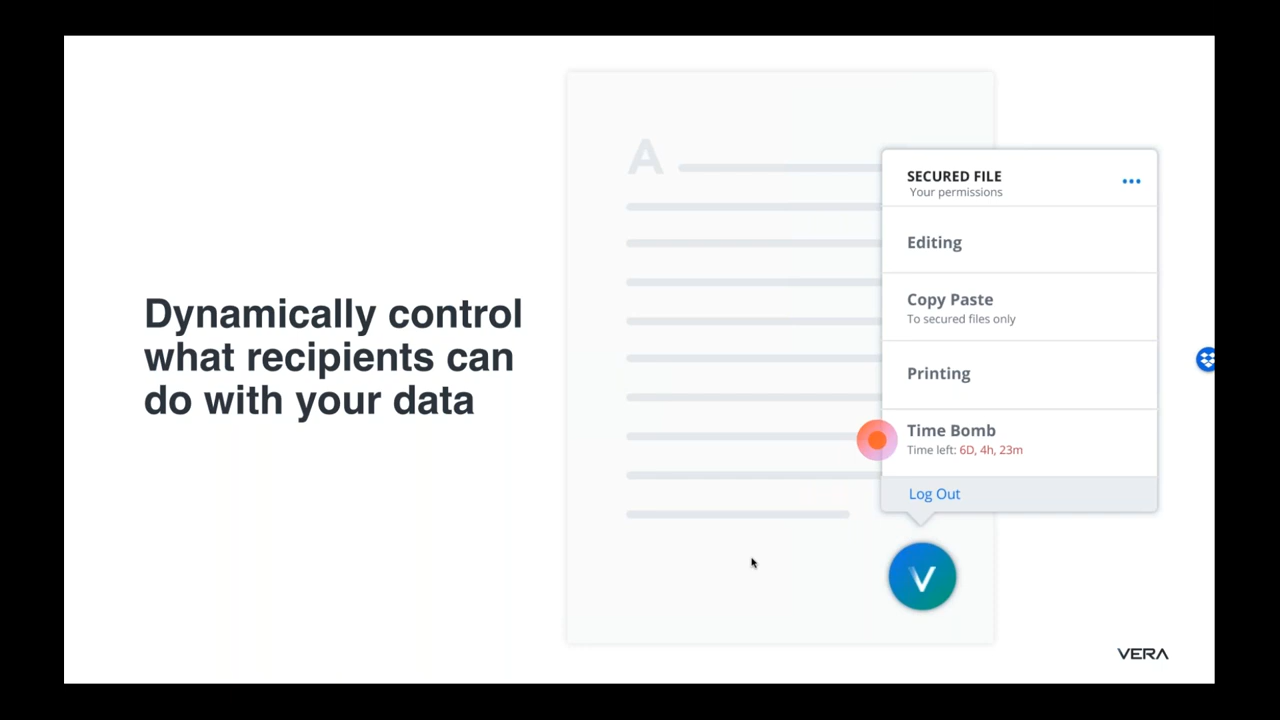 Dynamically control
what recipients can
do with your data
A
SECURED FILE
Your permissions
Editing
Copy Paste
To secured files only
Printing
Time Bomb
Time left: 6D, 4h, 23m
Log Out
V
VERA